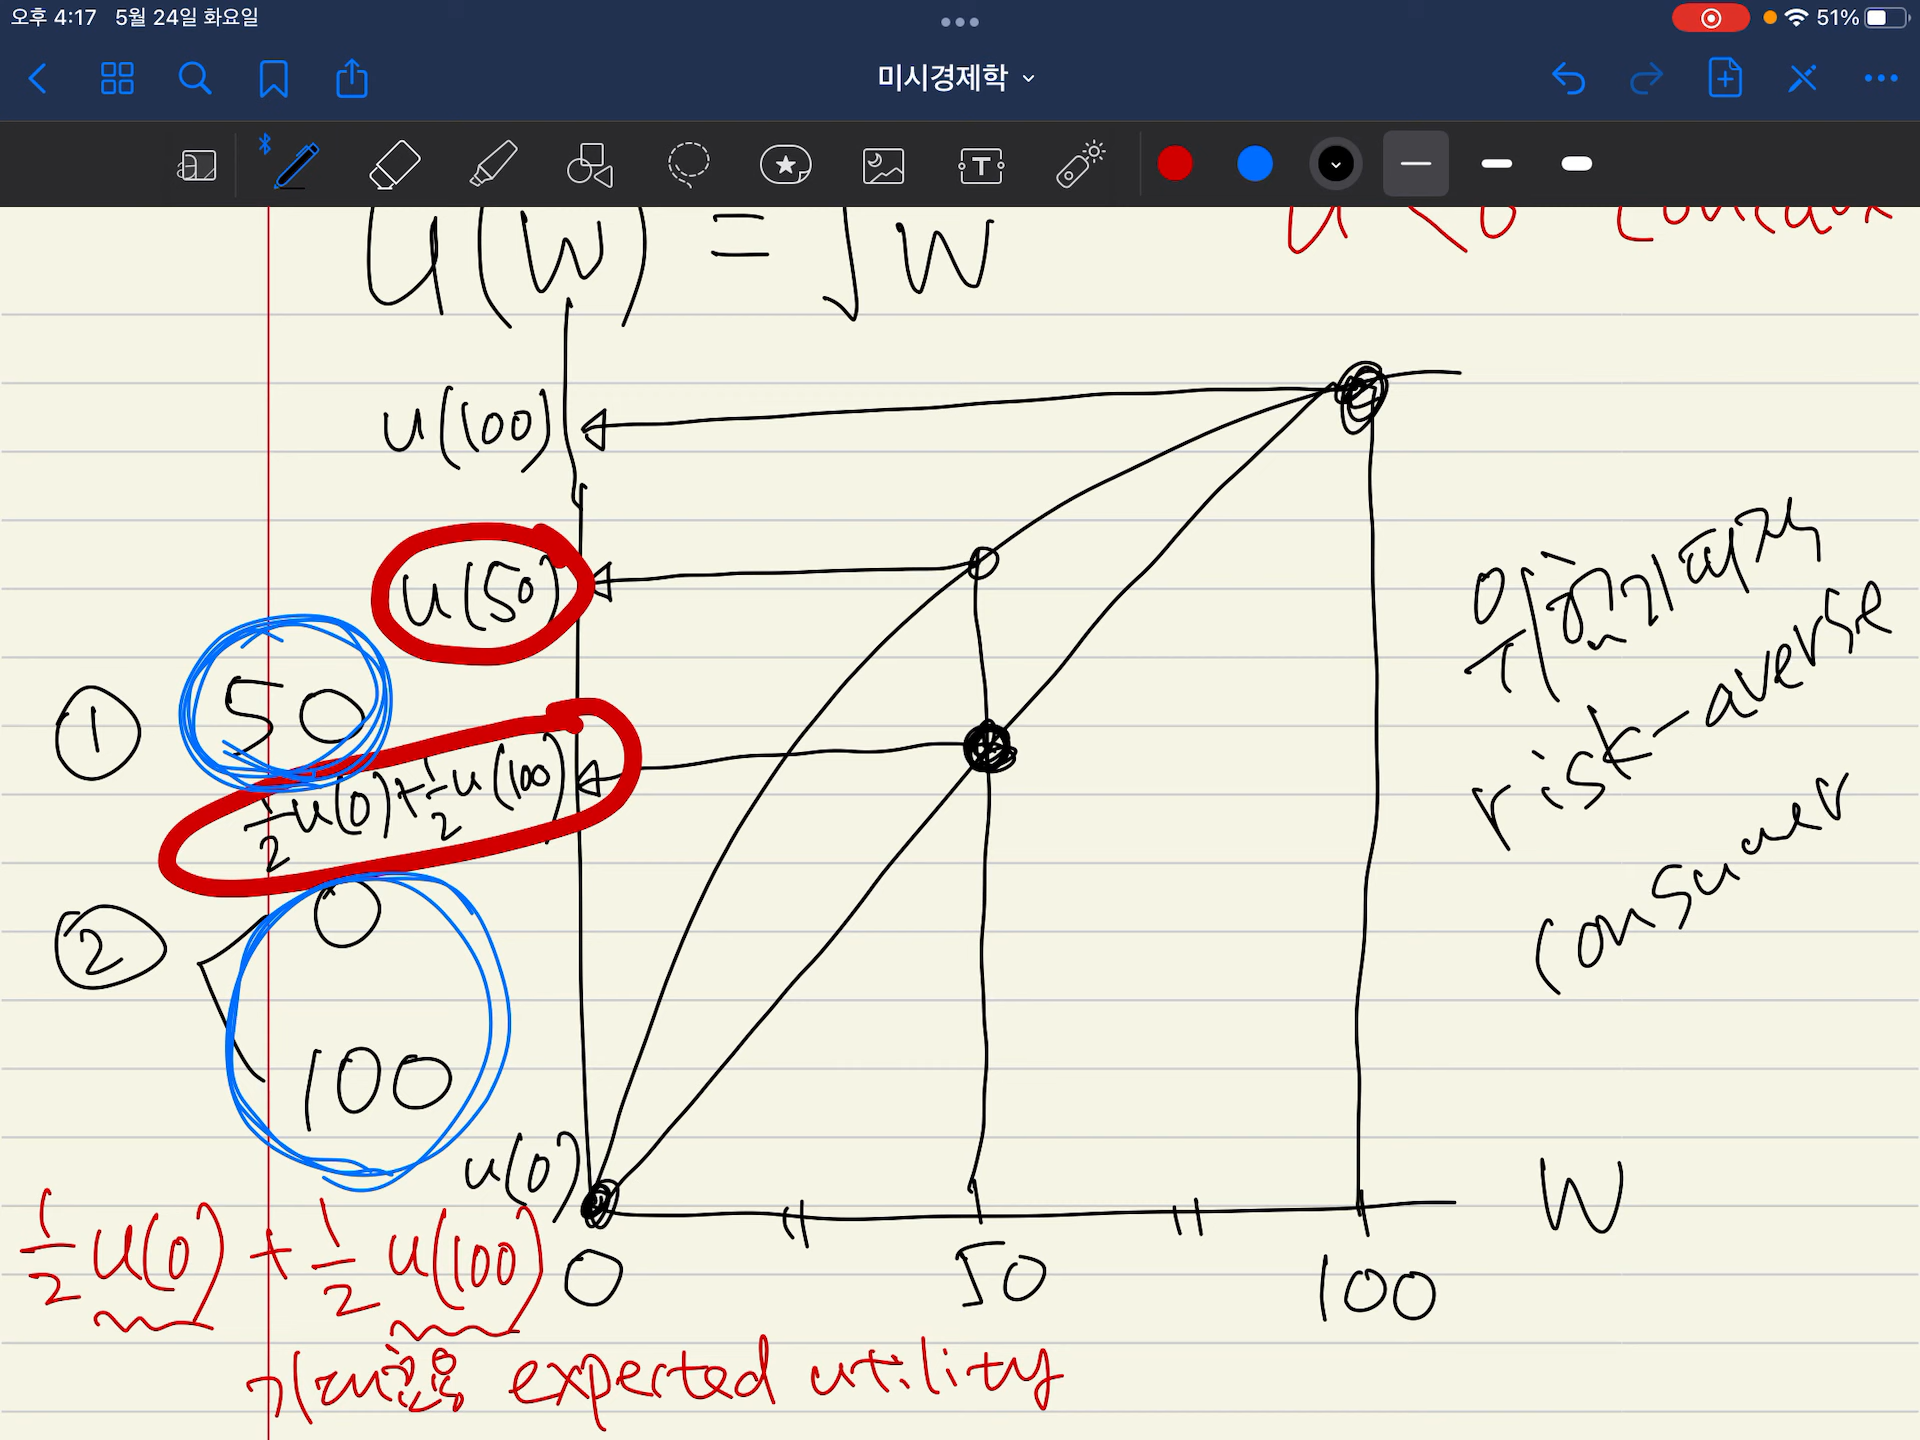 오후 4:17 5월 24일 화요일
51%
미시경제학
U(W) = √W
u(100)
u(50)
① 50
½u(0)+½u(100)
② 0
100
u(0)
0 50 100 W
위험기피적
risk-averse
consumer
½u(0) + ½u(100)
기대효용 expected utility